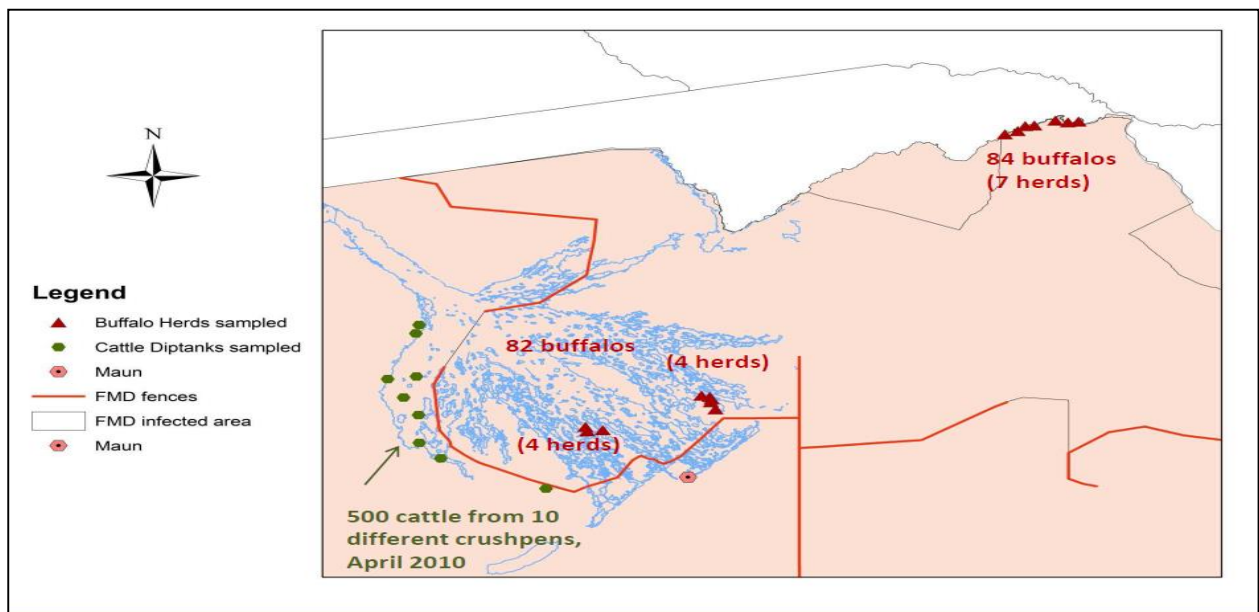 N
Legend
Buffalo Herds sampled
Cattle Diptanks sampled
Maun
FMD fences
FMD infected area
Maun
84 buffalos
(7 herds)
82 buffalos
(4 herds)
(4 herds)
500 cattle from 10
different crushpens,
April 2010